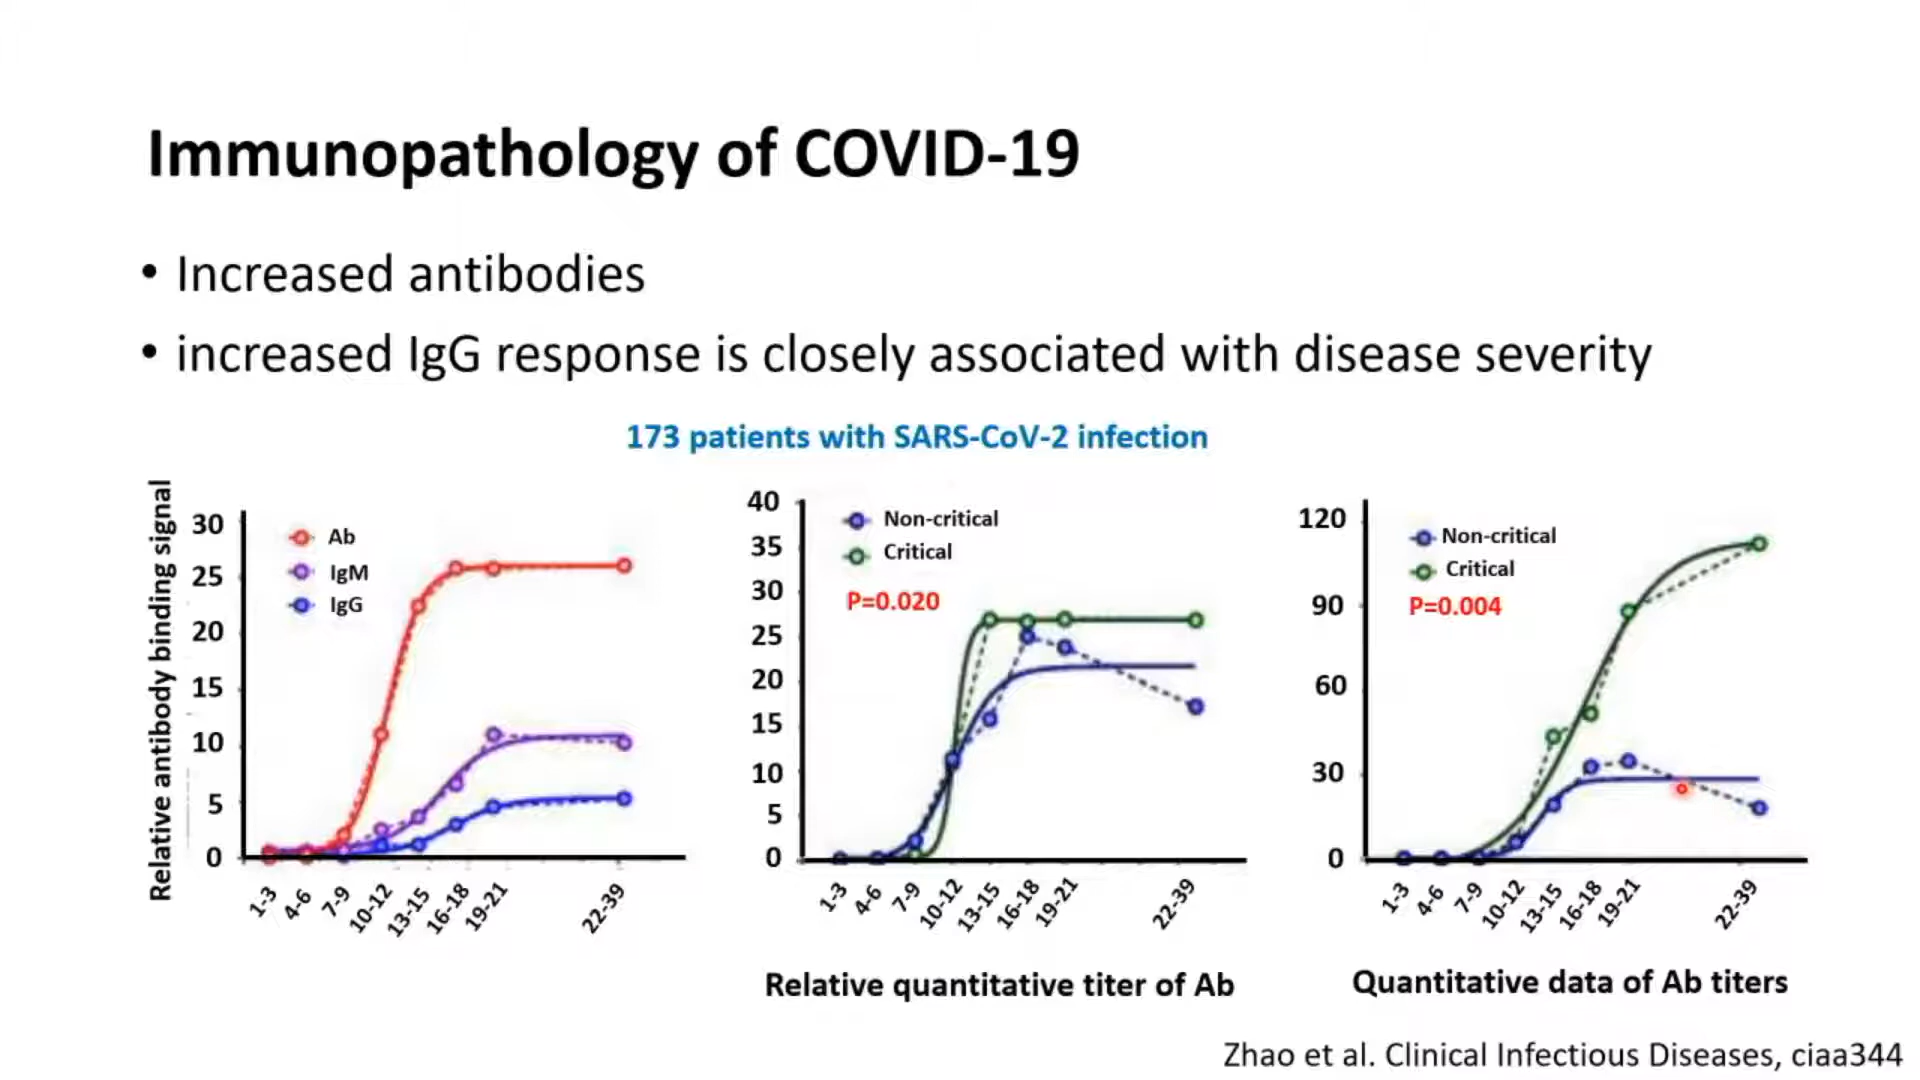 Immunopathology of COVID-19
• Increased antibodies
• increased IgG response is closely associated with disease severity
173 patients with SARS-CoV-2 infection
Relative antibody binding signal
30
25
20
15
10
5
0
Ab
IgM
IgG
1-3
4-6
7-9
10-12
13-15
16-18
19-21
22-39
40
35
30
25
20
15
10
5
0
Non-critical
Critical
P=0.020
1-3
4-6
7-9
10-12
13-15
16-18
19-21
22-39
Relative quantitative titer of Ab
120
90
60
30
0
Non-critical
Critical
P=0.004
1-3
4-6
7-9
10-12
13-15
16-18
19-21
22-39
Quantitative data of Ab titers
Zhao et al. Clinical Infectious Diseases, ciaa344